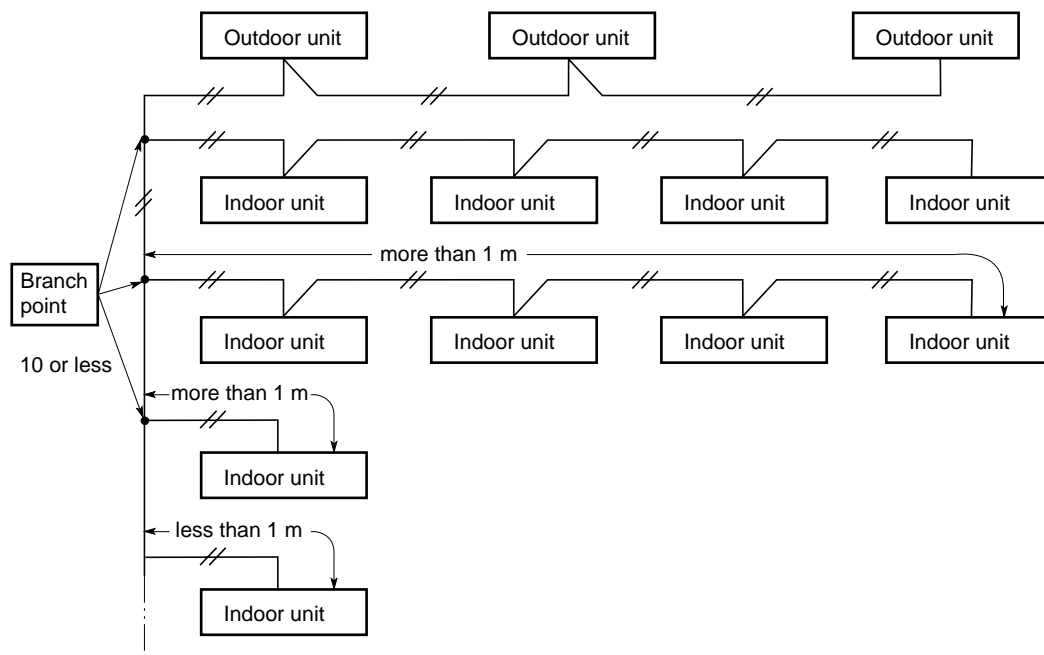 Outdoor unit Outdoor unit Outdoor unit
Indoor unit Indoor unit Indoor unit Indoor unit
more than 1 m
Branch
point
Indoor unit Indoor unit Indoor unit Indoor unit
10 or less
more than 1 m
Indoor unit
less than 1 m
Indoor unit